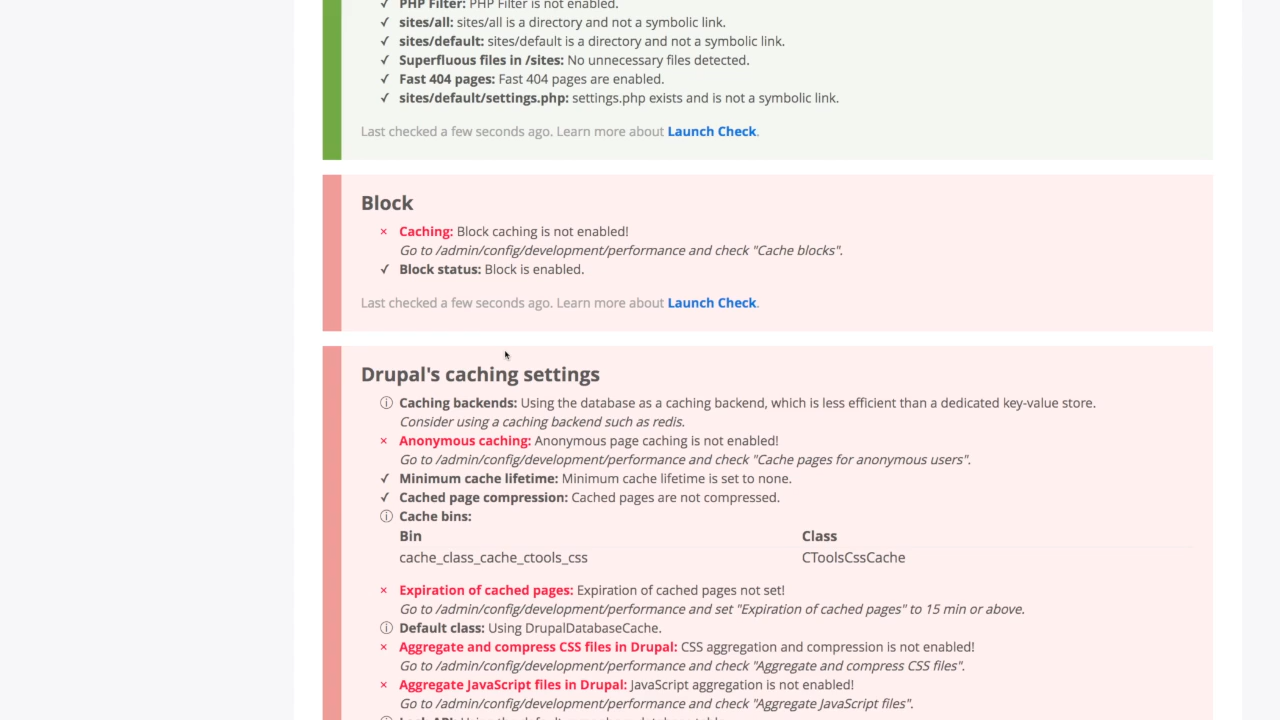 ✓ PHP Filter: PHP Filter is not enabled.
✓ sites/all: sites/all is a directory and not a symbolic link.
✓ sites/default: sites/default is a directory and not a symbolic link.
✓ Superfluous files in /sites: No unnecessary files detected.
✓ Fast 404 pages: Fast 404 pages are enabled.
✓ sites/default/settings.php: settings.php exists and is not a symbolic link.
Last checked a few seconds ago. Learn more about Launch Check.
Block
× Caching: Block caching is not enabled!
Go to /admin/config/development/performance and check "Cache blocks".
✓ Block status: Block is enabled.
Last checked a few seconds ago. Learn more about Launch Check.
Drupal's caching settings
ⓘ Caching backends: Using the database as a caching backend, which is less efficient than a dedicated key-value store.
Consider using a caching backend such as redis.
× Anonymous caching: Anonymous page caching is not enabled!
Go to /admin/config/development/performance and check "Cache pages for anonymous users".
✓ Minimum cache lifetime: Minimum cache lifetime is set to none.
✓ Cached page compression: Cached pages are not compressed.
ⓘ Cache bins:
Bin Class
cache_class_cache_ctools_css CToolsCssCache
× Expiration of cached pages: Expiration of cached pages not set!
Go to /admin/config/development/performance and set "Expiration of cached pages" to 15 min or above.
ⓘ Default class: Using DrupalDatabaseCache.
× Aggregate and compress CSS files in Drupal: CSS aggregation and compression is not enabled!
Go to /admin/config/development/performance and check "Aggregate and compress CSS files".
× Aggregate JavaScript files in Drupal: JavaScript aggregation is not enabled!
Go to /admin/config/development/performance and check "Aggregate JavaScript files".